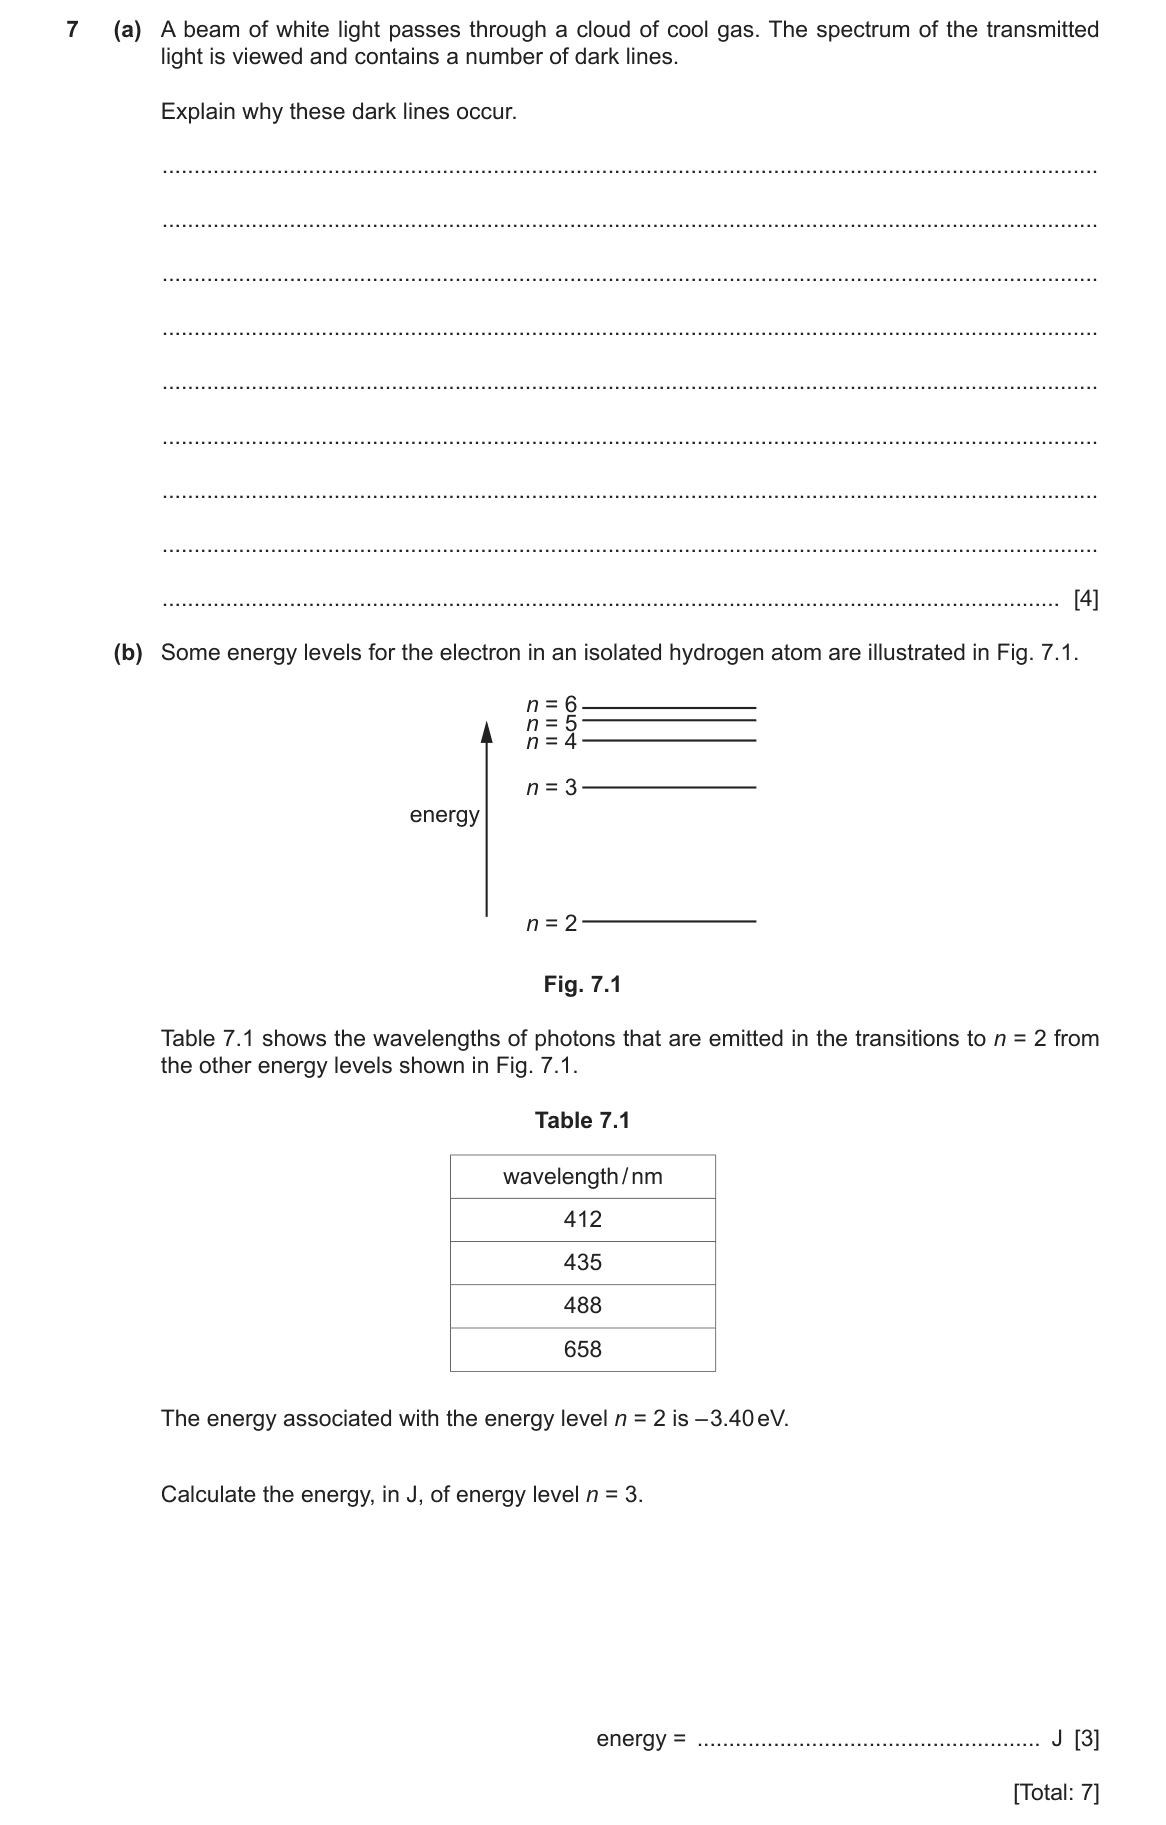 7 (a) A beam of white light passes through a cloud of cool gas. The spectrum of the transmitted
light is viewed and contains a number of dark lines.
Explain why these dark lines occur.
.................................................................................................................................................
.................................................................................................................................................
.................................................................................................................................................
.................................................................................................................................................
.................................................................................................................................................
.................................................................................................................................................
.................................................................................................................................................
.................................................................................................................................................
........................................................................................................................................... [4]
(b) Some energy levels for the electron in an isolated hydrogen atom are illustrated in Fig. 7.1.
n = 6
n = 5
n = 4
n = 3
energy
n = 2
Fig. 7.1
Table 7.1 shows the wavelengths of photons that are emitted in the transitions to n = 2 from
the other energy levels shown in Fig. 7.1.
Table 7.1
wavelength/nm
412
435
488
658
The energy associated with the energy level n = 2 is –3.40 eV.
Calculate the energy, in J, of energy level n = 3.
energy = ...................................................... J [3]
[Total: 7]